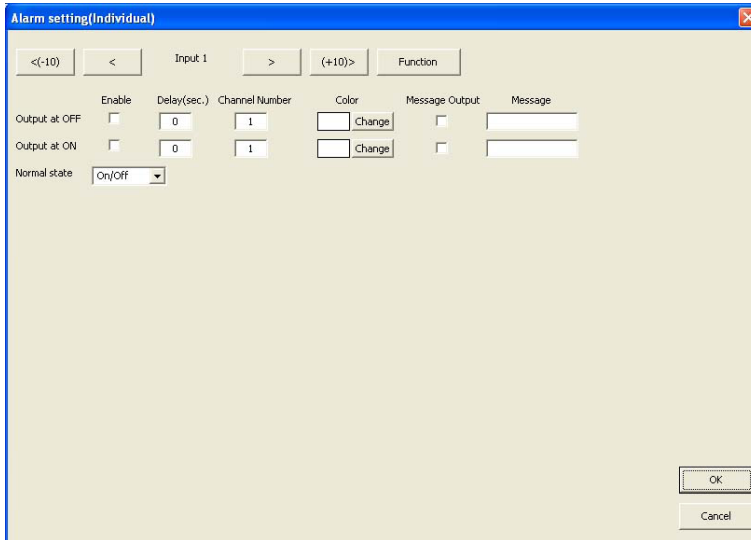 Alarm setting(Individual)
<(-10) < Input 1 > (+10)> Function
Enable Delay(sec.) Channel Number Color Message Output Message
Output at OFF 0 1 Change
Output at ON 0 1 Change
Normal state On/Off
OK
Cancel